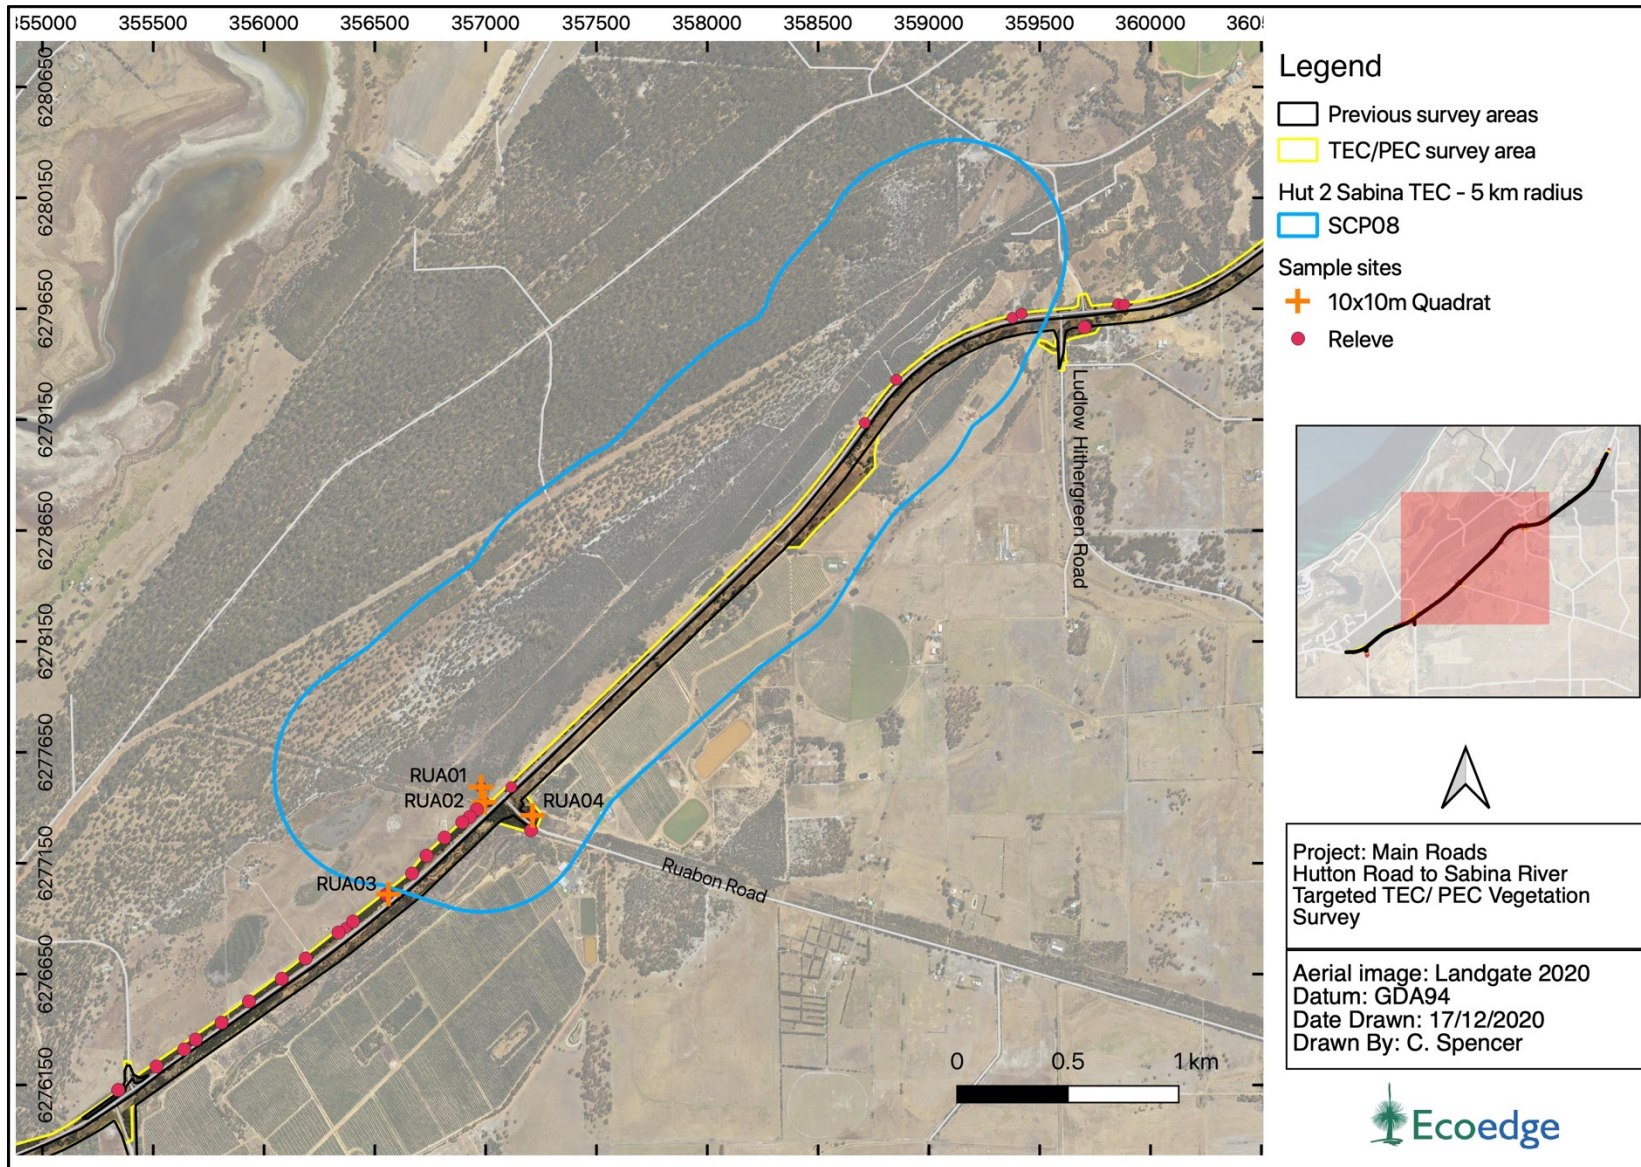 355000 355500 356000 356500 357000 357500 358000 358500 359000 359500 360000 3605
6280650
6280150
6279650
6279150
6278650
6278150
6277650
6277150
6276650
6276150
Ludlow Hithergreen Road
RUA01
RUA02
RUA04
RUA03
Ruabon Road
0 0.5 1 km
Legend
Previous survey areas
TEC/PEC survey area
Hut 2 Sabina TEC - 5 km radius
SCP08
Sample sites
10x10m Quadrat
Releve
Project: Main Roads
Hutton Road to Sabina River
Targeted TEC/ PEC Vegetation
Survey
Aerial image: Landgate 2020
Datum: GDA94
Date Drawn: 17/12/2020
Drawn By: C. Spencer
Ecoedge